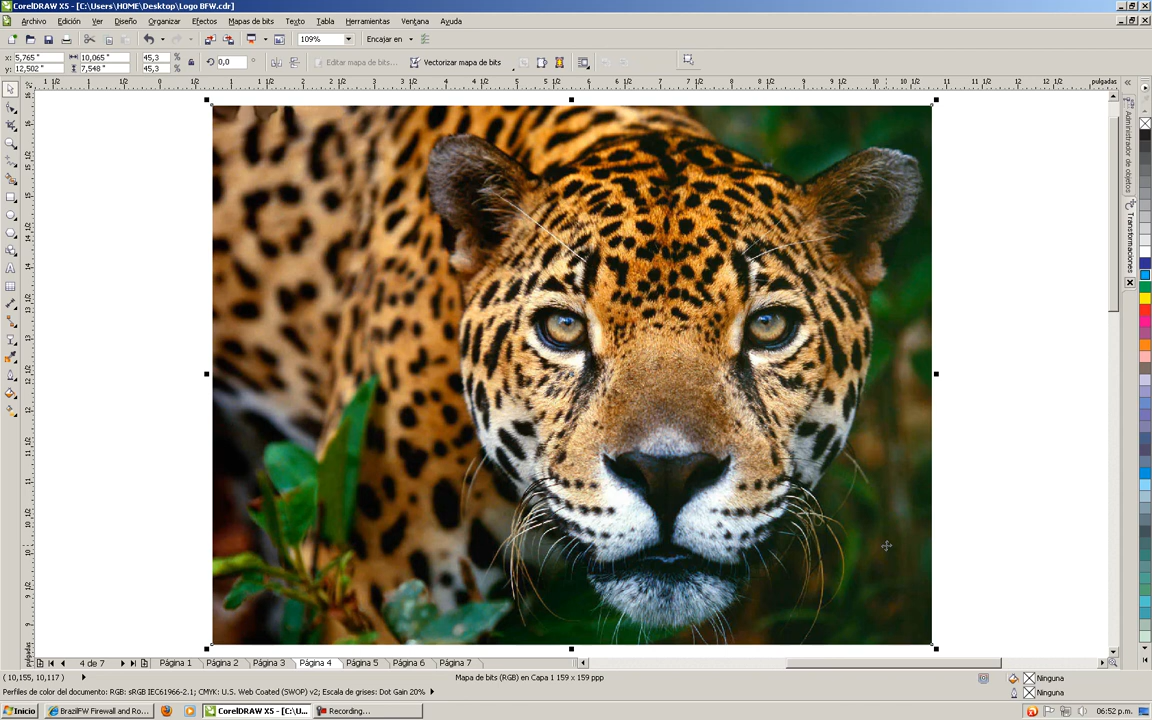 CorelDRAW X5 - [C:\Users\HOME\Desktop\Logo BFW.cdr]
Archivo Edición Ver Diseño Organizar Efectos Mapas de bits Texto Tabla Herramientas Ventana Ayuda
109% Encajar en
x: 5,765 " 10,065 " 45,3 % 0,0 ° Editar mapa de bits... Vectorizar mapa de bits
y: 12,502 " 7,548 " 45,3 %
pulgadas
Administrador de objetos
Transformaciones
4 de 7 Página 1 Página 2 Página 3 Página 4 Página 5 Página 6 Página 7
( 10,155, 10,117 ) Mapa de bits (RGB) en Capa 1 159 x 159 ppp Ninguna
Perfiles de color del documento: RGB: sRGB IEC61966-2.1; CMYK: U.S. Web Coated (SWOP) v2; Escala de grises: Dot Gain 20% Ninguna
Inicio BrazilFW Firewall and Ro... CorelDRAW X5 - [C:\U... Recording... 06:52 p.m.